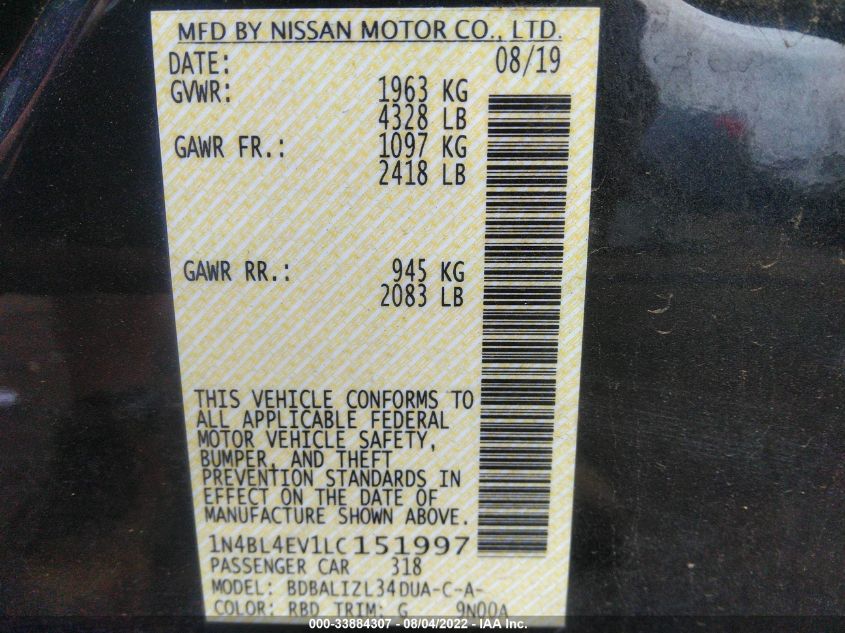 MFD BY NISSAN MOTOR CO., LTD.
DATE: 08/19
GVWR: 1963 KG
4328 LB
GAWR FR.: 1097 KG
2418 LB
GAWR RR.: 945 KG
2083 LB
THIS VEHICLE CONFORMS TO
ALL APPLICABLE FEDERAL
MOTOR VEHICLE SAFETY,
BUMPER, AND THEFT
PREVENTION STANDARDS IN
EFFECT ON THE DATE OF
MANUFACTURE SHOWN ABOVE.
1N4BL4EV1LC151997
PASSENGER CAR 318
MODEL: BDBALIZL34DUA-C-A-
COLOR: RBD TRIM: G 9N00A
000-33884307 - 08/04/2022 - IAA Inc.